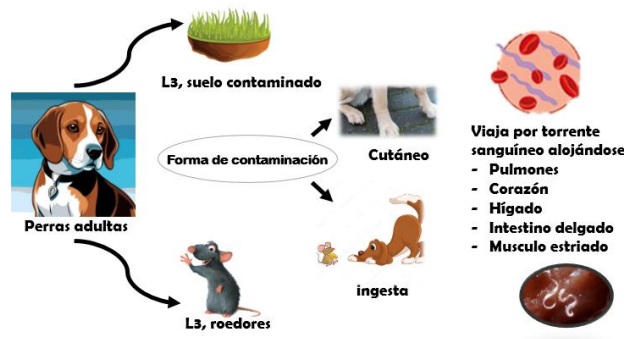 L3, suelo contaminado
Perras adultas
Forma de contaminación
L3, roedores
Cutáneo
ingesta
Viaja por torrente
sanguíneo alojándose
- Pulmones
- Corazón
- Hígado
- Intestino delgado
- Musculo estriado